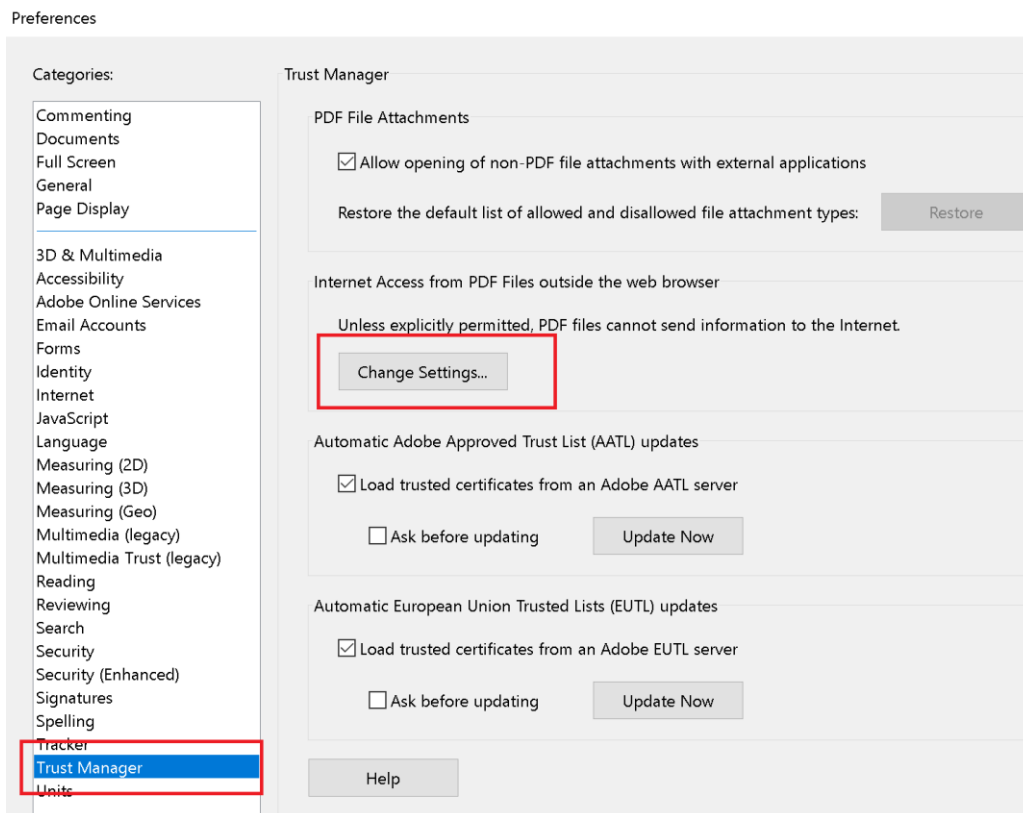 Preferences
Categories:
Commenting
Documents
Full Screen
General
Page Display
3D & Multimedia
Accessibility
Adobe Online Services
Email Accounts
Forms
Identity
Internet
JavaScript
Language
Measuring (2D)
Measuring (3D)
Measuring (Geo)
Multimedia (legacy)
Multimedia Trust (legacy)
Reading
Reviewing
Search
Security
Security (Enhanced)
Signatures
Spelling
Tracker
Trust Manager
Units
Trust Manager
PDF File Attachments
Allow opening of non-PDF file attachments with external applications
Restore the default list of allowed and disallowed file attachment types: Restore
Internet Access from PDF Files outside the web browser
Unless explicitly permitted, PDF files cannot send information to the Internet.
Change Settings...
Automatic Adobe Approved Trust List (AATL) updates
Load trusted certificates from an Adobe AATL server
Ask before updating Update Now
Automatic European Union Trusted Lists (EUTL) updates
Load trusted certificates from an Adobe EUTL server
Ask before updating Update Now
Help